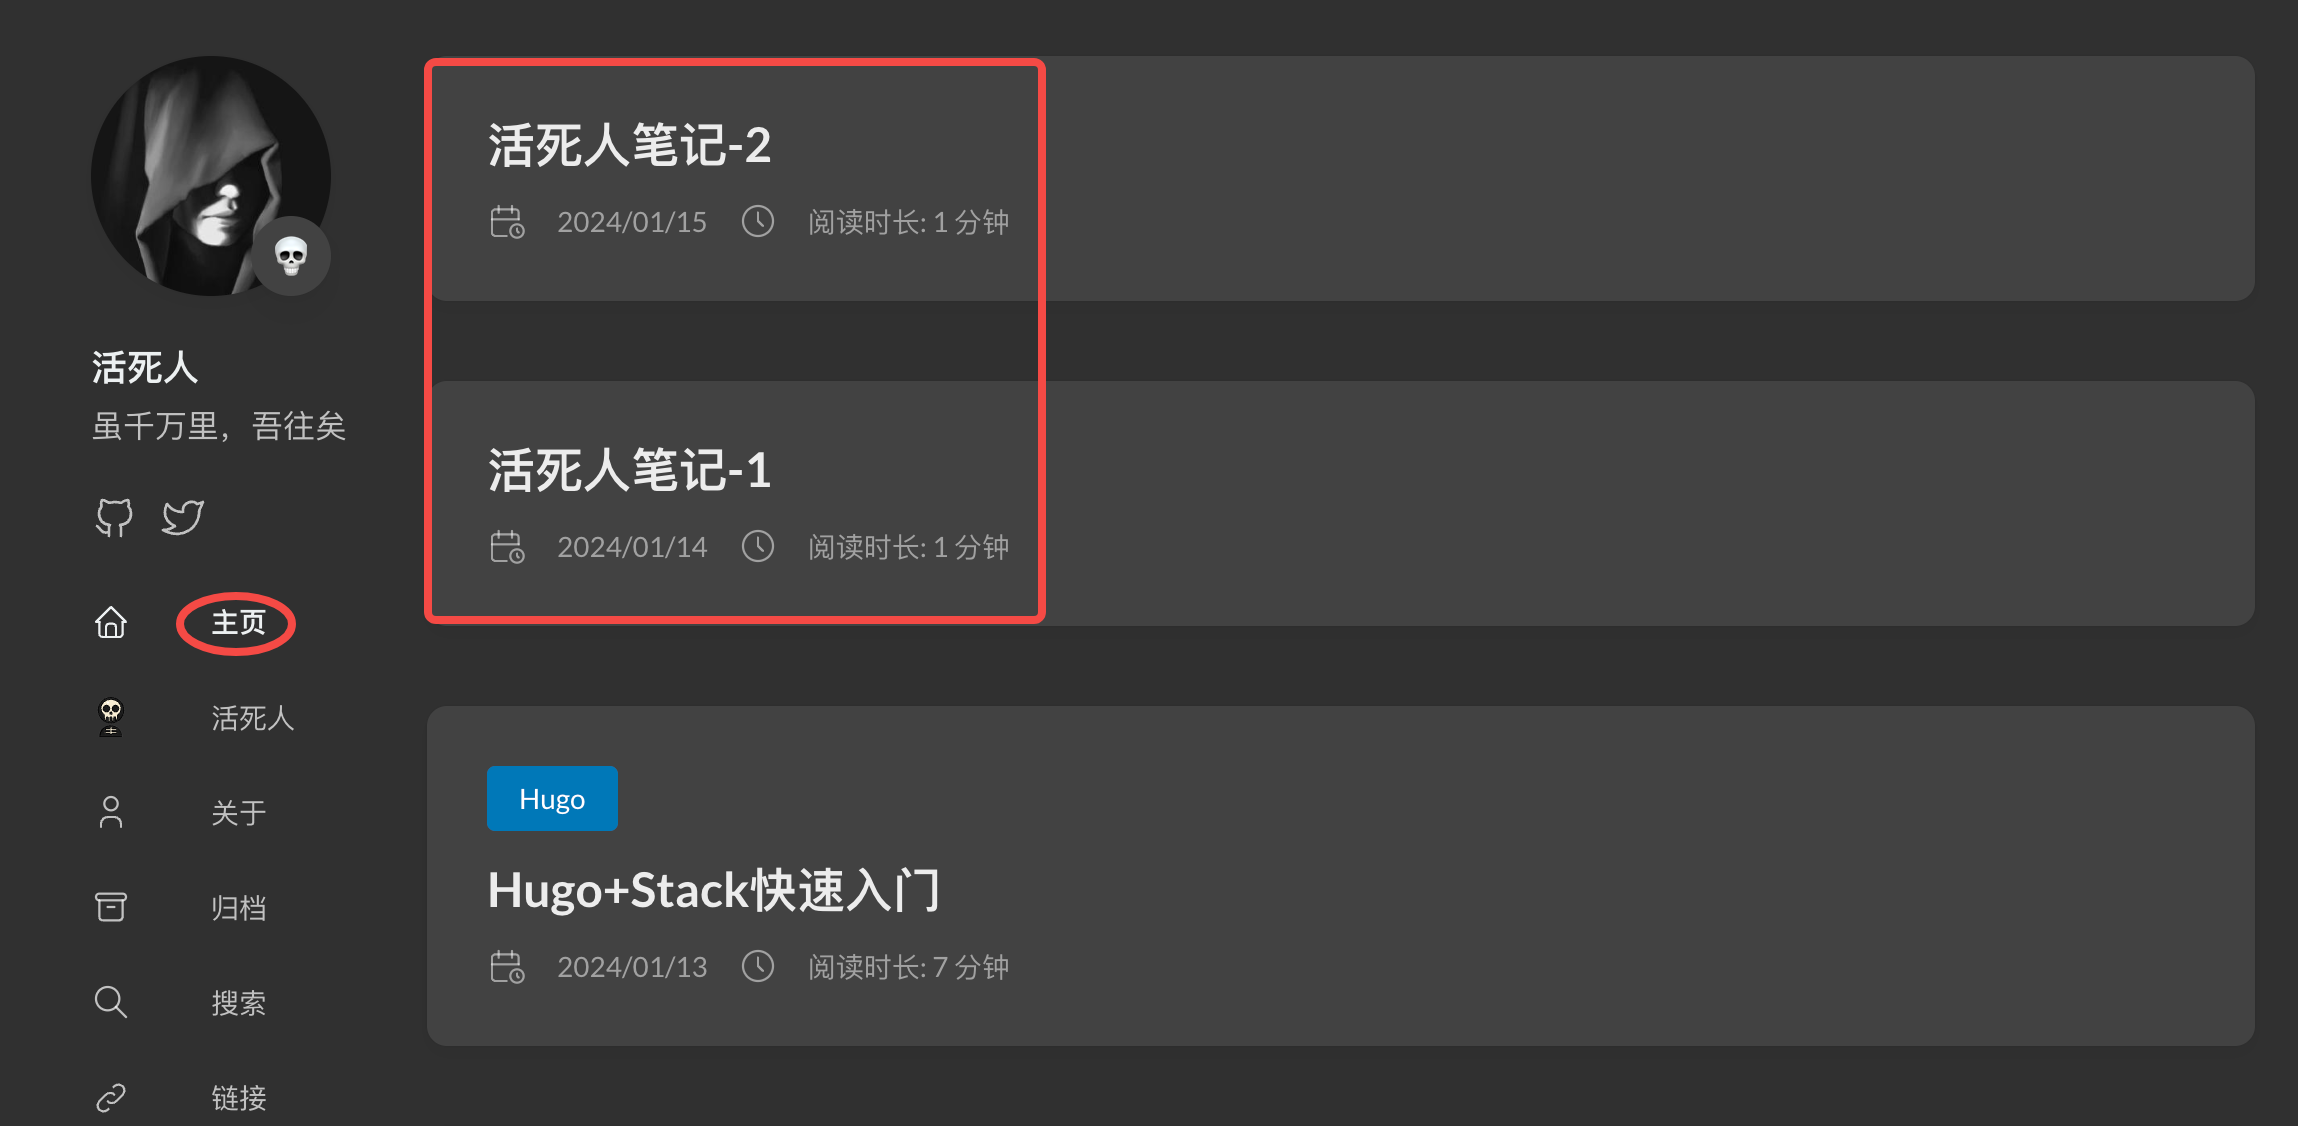 活死人
虽千万里，吾往矣
主页
活死人
关于
归档
搜索
链接
活死人笔记-2
2024/01/15 阅读时长: 1 分钟
活死人笔记-1
2024/01/14 阅读时长: 1 分钟
Hugo
Hugo+Stack快速入门
2024/01/13 阅读时长: 7 分钟